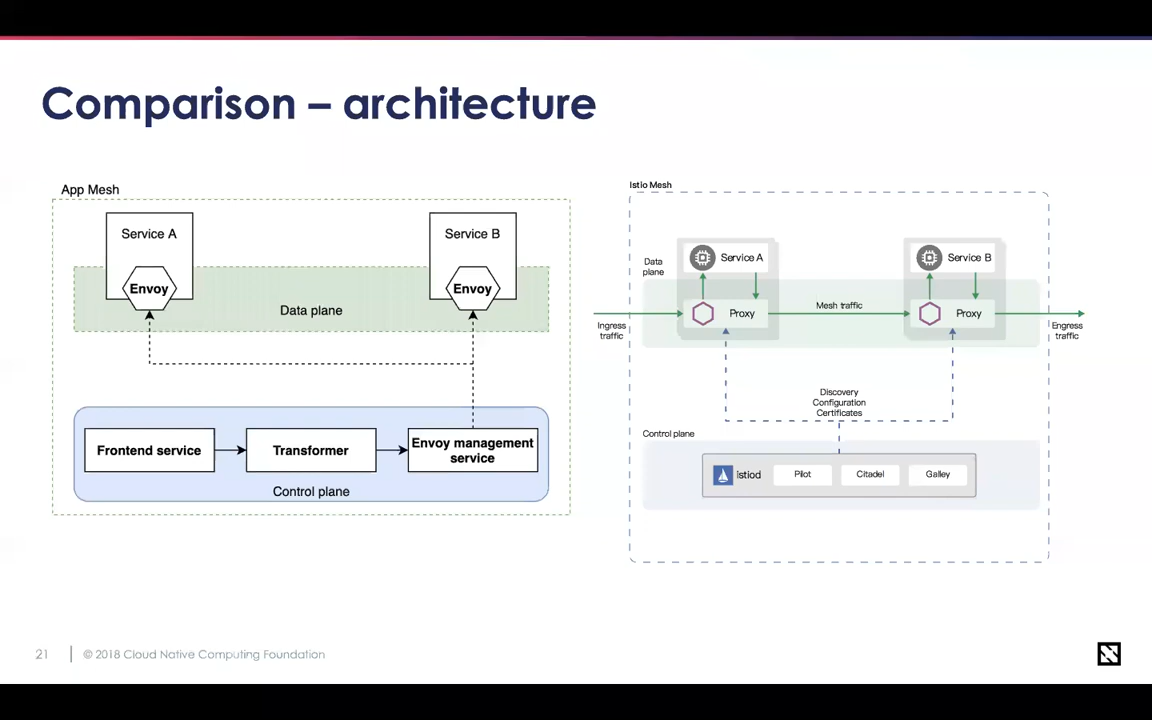 Comparison – architecture
App Mesh
Service A
Service B
Envoy
Envoy
Data plane
Frontend service
Transformer
Envoy management
service
Control plane
Istio Mesh
Data
plane
Service A
Service B
Proxy
Mesh traffic
Proxy
Ingress
traffic
Engress
traffic
Discovery
Configuration
Certificates
Control plane
istiod
Pilot
Citadel
Galley
21
© 2018 Cloud Native Computing Foundation